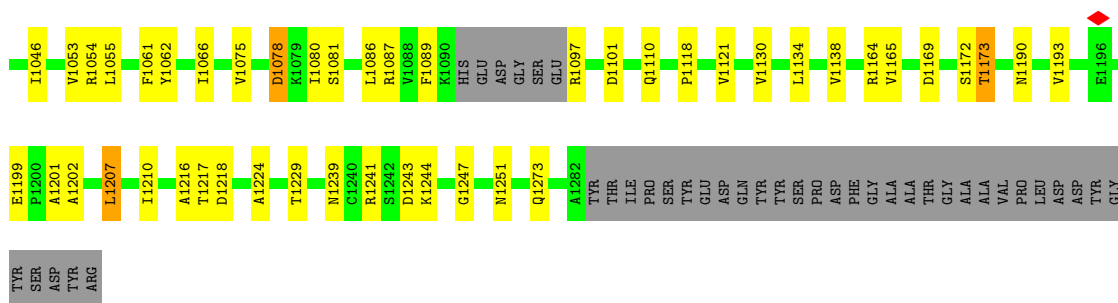 I1046 V1053 R1054 L1055 F1061 Y1062 I1066 V1075 D1078 K1079 I1080 S1081 L1086 R1087 V1088 F1089 K1090 HIS GLU ASP GLY SER GLU R1097 D1101 Q1110 P1118 V1121 V1130 L1134 V1138 R1164 V1165 D1169 S1172 T1173 N1190 V1193 E1196
E1199 P1200 A1201 A1202 L1207 I1210 A1216 T1217 D1218 A1224 T1229 N1239 C1240 R1241 S1242 D1243 K1244 G1247 N1251 Q1273 A1282 TYR THR ILE PRO SER TYR GLU ASP GLN TYR TYR SER PRO ASP PHE GLY ALA ALA THR GLY ALA ALA VAL PRO LEU ASP ASP TYR GLY
TYR SER ASP TYR ARG